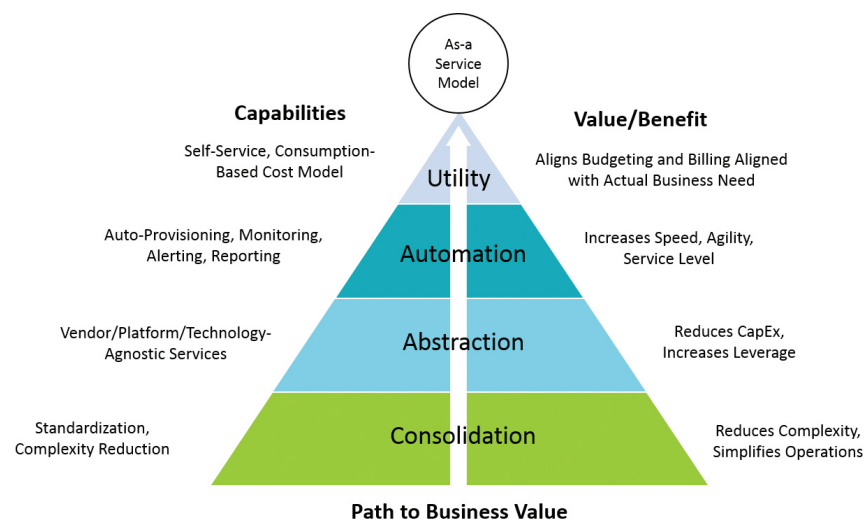 As-a
Service
Model
Capabilities
Value/Benefit
Self-Service, Consumption-
Based Cost Model
Utility
Aligns Budgeting and Billing Aligned
with Actual Business Need
Auto-Provisioning, Monitoring,
Alerting, Reporting
Automation
Increases Speed, Agility,
Service Level
Vendor/Platform/Technology-
Agnostic Services
Abstraction
Reduces CapEx,
Increases Leverage
Standardization,
Complexity Reduction
Consolidation
Reduces Complexity,
Simplifies Operations
Path to Business Value